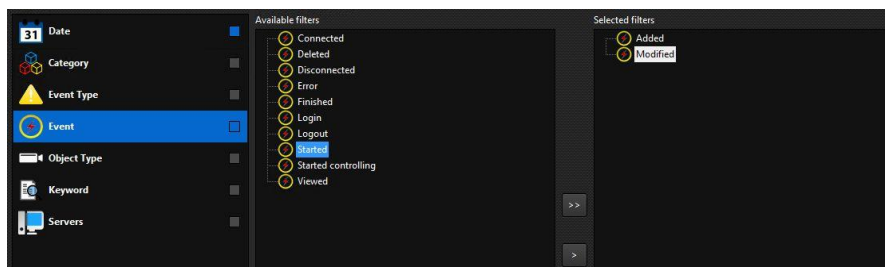 31
Date
Category
Event Type
Event
Object Type
Keyword
Servers
Available filters
Connected
Deleted
Disconnected
Error
Finished
Login
Logout
Started
Started controlling
Viewed
>>
>
Selected filters
Added
Modified